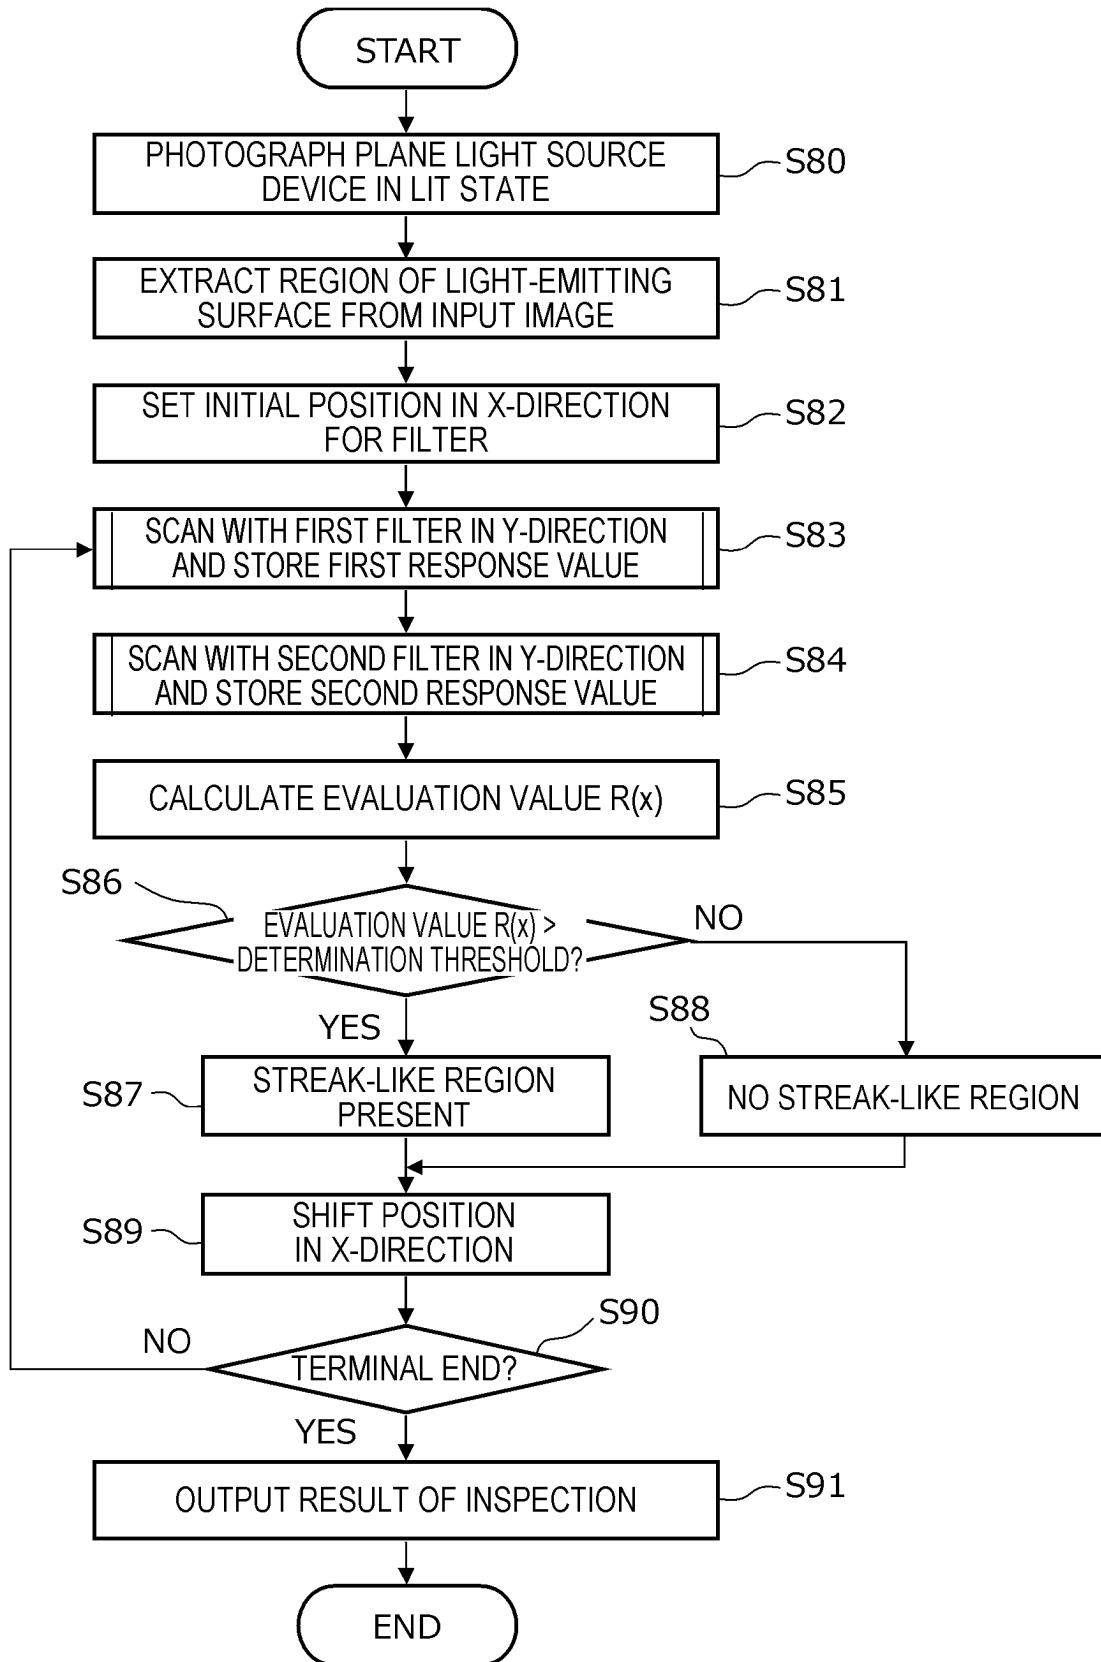 START
PHOTOGRAPH PLANE LIGHT SOURCE
DEVICE IN LIT STATE
S80
EXTRACT REGION OF LIGHT-EMITTING
SURFACE FROM INPUT IMAGE
S81
SET INITIAL POSITION IN X-DIRECTION
FOR FILTER
S82
SCAN WITH FIRST FILTER IN Y-DIRECTION
AND STORE FIRST RESPONSE VALUE
S83
SCAN WITH SECOND FILTER IN Y-DIRECTION
AND STORE SECOND RESPONSE VALUE
S84
CALCULATE EVALUATION VALUE R(x)
S85
S86
EVALUATION VALUE R(x) >
DETERMINATION THRESHOLD?
NO
YES
S88
S87
STREAK-LIKE REGION
PRESENT
NO STREAK-LIKE REGION
S89
SHIFT POSITION
IN X-DIRECTION
S90
NO
TERMINAL END?
YES
OUTPUT RESULT OF INSPECTION
S91
END